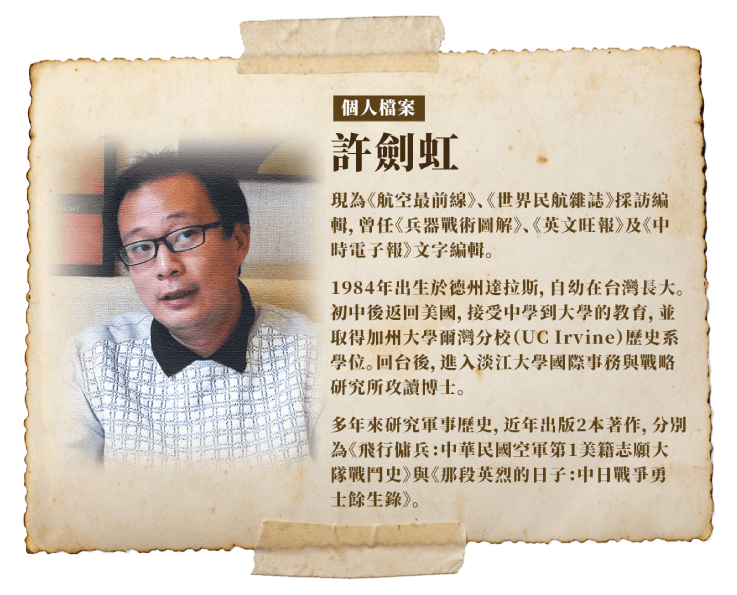 個人檔案
許劍虹
現為《航空最前線》、《世界民航雜誌》採訪編
輯,曾任《兵器戰術圖解》、《英文旺報》及《中
時電子報》文字編輯。
1984年出生於德州達拉斯,自幼在台灣長大。
初中後返回美國,接受中學到大學的教育,並
取得加州大學爾灣分校(UC Irvine)歷史系
學位。回台後,進入淡江大學國際事務與戰略
研究所攻讀博士。
多年來研究軍事歷史,近年出版2本著作,分別
為《飛行傭兵:中華民國空軍第1美籍志願大
隊戰鬥史》與《那段英烈的日子:中日戰爭勇
士餘生錄》。